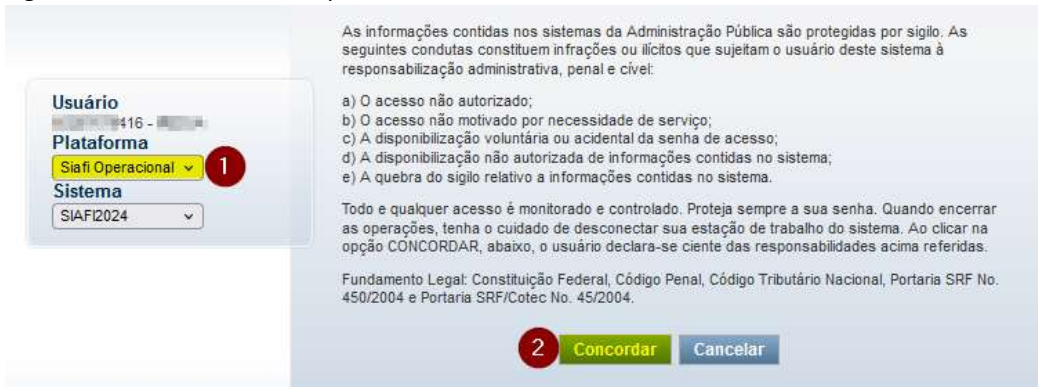 Usuário
416 -
Plataforma
Siafi Operacional
1
Sistema
SIAFI2024
As informações contidas nos sistemas da Administração Pública são protegidas por sigilo. As
seguintes condutas constituem infrações ou ilícitos que sujeitam o usuário deste sistema à
responsabilização administrativa, penal e cível:
a) O acesso não autorizado;
b) O acesso não motivado por necessidade de serviço;
c) A disponibilização voluntária ou acidental da senha de acesso;
d) A disponibilização não autorizada de informações contidas no sistema;
e) A quebra do sigilo relativo a informações contidas no sistema.
Todo e qualquer acesso é monitorado e controlado. Proteja sempre a sua senha. Quando encerrar
as operações, tenha o cuidado de desconectar sua estação de trabalho do sistema. Ao clicar na
opção CONCORDAR, abaixo, o usuário declara-se ciente das responsabilidades acima referidas.
Fundamento Legal: Constituição Federal, Código Penal, Código Tributário Nacional, Portaria SRF No.
450/2004 e Portaria SRF/Cotec No. 45/2004.
2 Concordar Cancelar